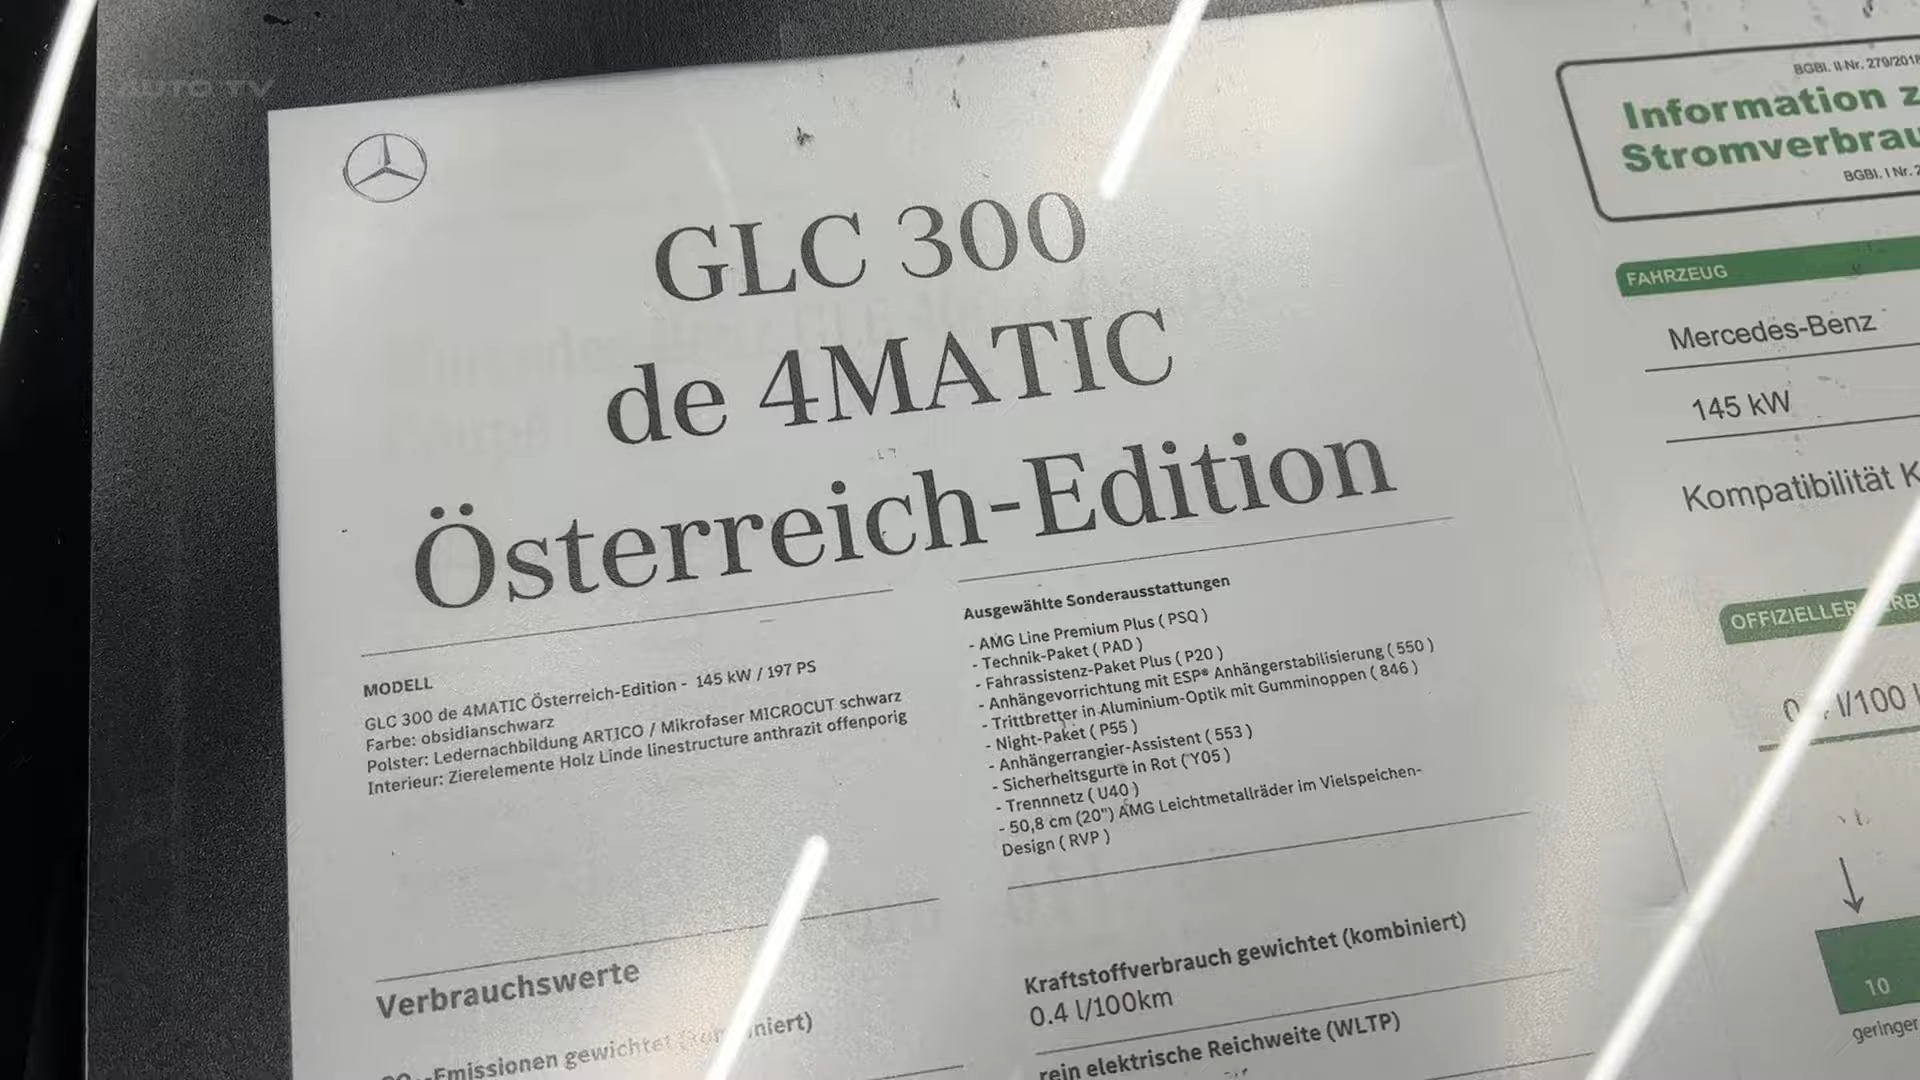 AUTO TV
GLC 300
de 4MATIC
Österreich-Edition
MODELL
GLC 300 de 4MATIC Österreich-Edition - 145 kW / 197 PS
Farbe: obsidianschwarz
Polster: Ledernachbildung ARTICO / Mikrofaser MICROCUT schwarz
Interieur: Zierelemente Holz Linde linestructure anthrazit offenporig
Ausgewählte Sonderausstattungen
- AMG Line Premium Plus ( PSQ )
- Technik-Paket ( PAD )
- Fahrassistenz-Paket Plus ( P20 )
- Anhängevorrichtung mit ESP® Anhängerstabilisierung ( 550 )
- Trittbretter in Aluminium-Optik mit Gumminoppen ( 846 )
- Night-Paket ( P55 )
- Anhängerrangier-Assistent ( 553 )
- Sicherheitsgurte in Rot ( Y05 )
- Trennnetz ( U40 )
- 50,8 cm (20") AMG Leichtmetallräder im Vielspeichen-
Design ( RVP )
Verbrauchswerte
-Emissionen gewichtet
Kraftstoffverbrauch gewichtet (kombiniert)
0.4 l/100km
rein elektrische Reichweite (WLTP)
BGBl. II Nr. 279/2018
Information z
Stromverbrau
BGBl. I Nr. 2
FAHRZEUG
Mercedes-Benz
145 kW
Kompatibilität K
OFFIZIELLER
l/100
10
geringer